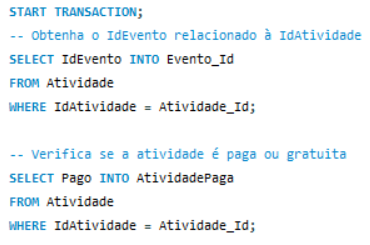 START TRANSACTION;
-- Obtenha o IdEvento relacionado à IdAtividade
SELECT IdEvento INTO Evento_Id
FROM Atividade
WHERE IdAtividade = Atividade_Id;
-- Verifica se a atividade é paga ou gratuita
SELECT Pago INTO AtividadePaga
FROM Atividade
WHERE IdAtividade = Atividade_Id;